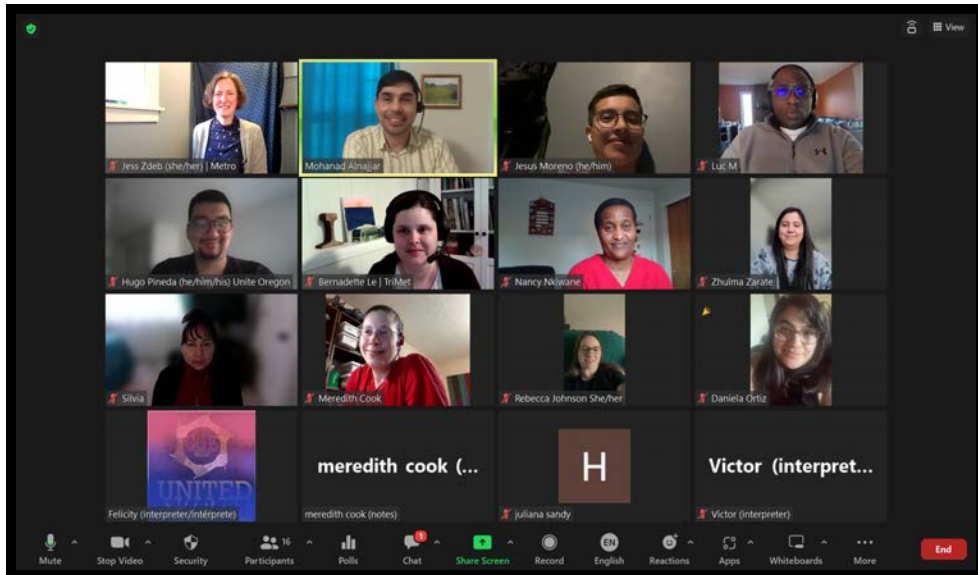 View
Jess Zdeb (she/her) | Metro
Mohanad Alnajjar
Jesus Moreno (he/him)
Luc M
Hugo Pineda (he/him/his) Unite Oregon
Bernadette Le | TriMet
Nancy Nkowane
Zhulma Zarate
Silvia
Meredith Cook
Rebecca Johnson She/her
Daniela Ortiz
UNITED
Felicity (interpreter/intérprete)
meredith cook (...
meredith cook (notes)
H
juliana sandy
Victor (interpret...
Victor (interpreter)
16
1
EN
Mute
Stop Video
Security
Participants
Polls
Chat
Share Screen
Record
English
Reactions
Apps
Whiteboards
More
End